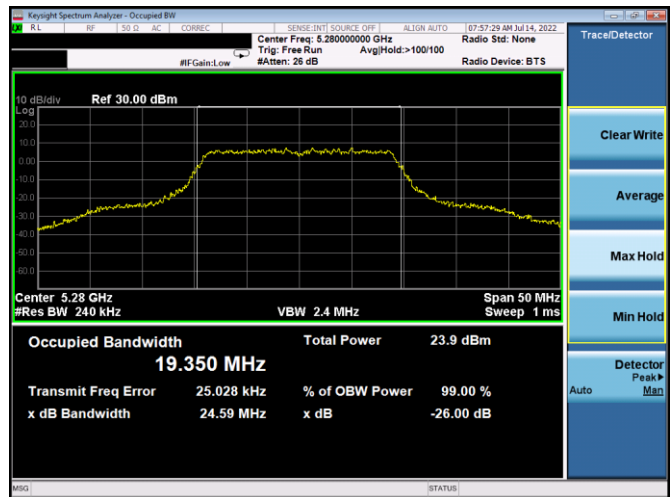 Keysight Spectrum Analyzer - Occupied BW
RL RF 50 Ω AC CORREC SENSE:INT SOURCE OFF ALIGN AUTO 07:57:29 AM Jul 14, 2022
Center Freq: 5.280000000 GHz Radio Std: None
Trig: Free Run Avg|Hold:>100/100
#IFGain:Low #Atten: 26 dB Radio Device: BTS
Trace/Detector
10 dB/div Ref 30.00 dBm
Log
20.0
10.0
0.00
-10.0
-20.0
-30.0
-40.0
-50.0
-60.0
Center 5.28 GHz Span 50 MHz
#Res BW 240 kHz VBW 2.4 MHz Sweep 1 ms
Occupied Bandwidth Total Power 23.9 dBm
19.350 MHz
Transmit Freq Error 25.028 kHz % of OBW Power 99.00 %
x dB Bandwidth 24.59 MHz x dB -26.00 dB
Clear Write
Average
Max Hold
Min Hold
Detector
Peak▶
Auto Man
MSG STATUS